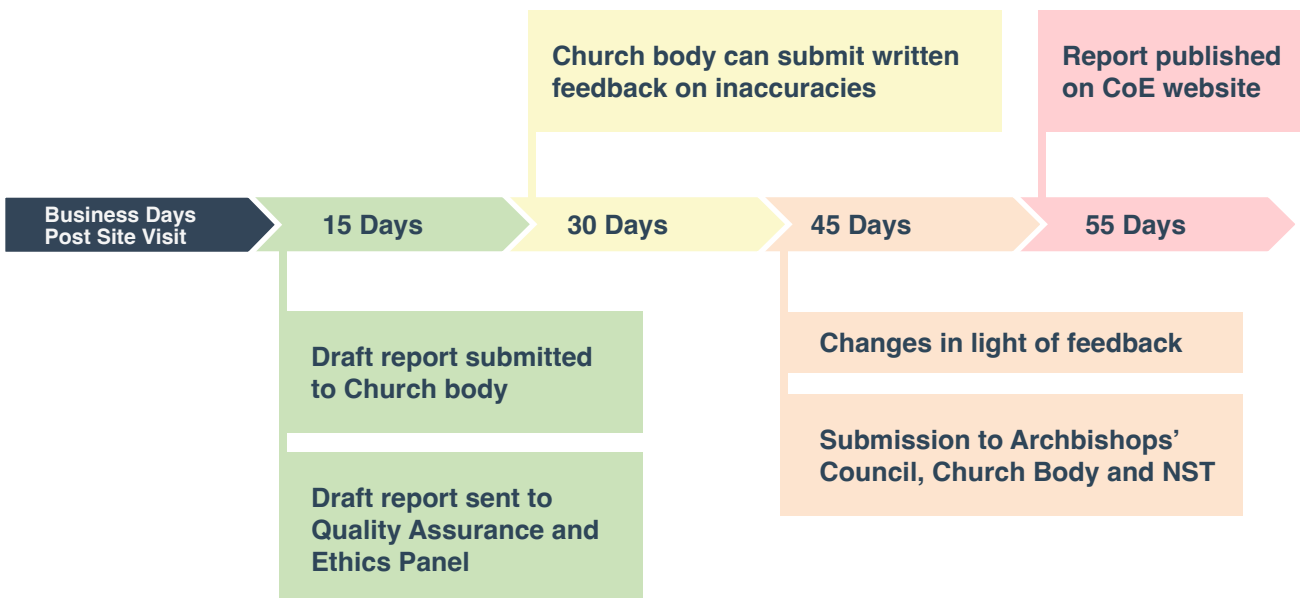 Church body can submit written
feedback on inaccuracies
Report published
on CoE website
Business Days
Post Site Visit
15 Days
30 Days
45 Days
55 Days
Draft report submitted
to Church body
Draft report sent to
Quality Assurance and
Ethics Panel
Changes in light of feedback
Submission to Archbishops’
Council, Church Body and NST